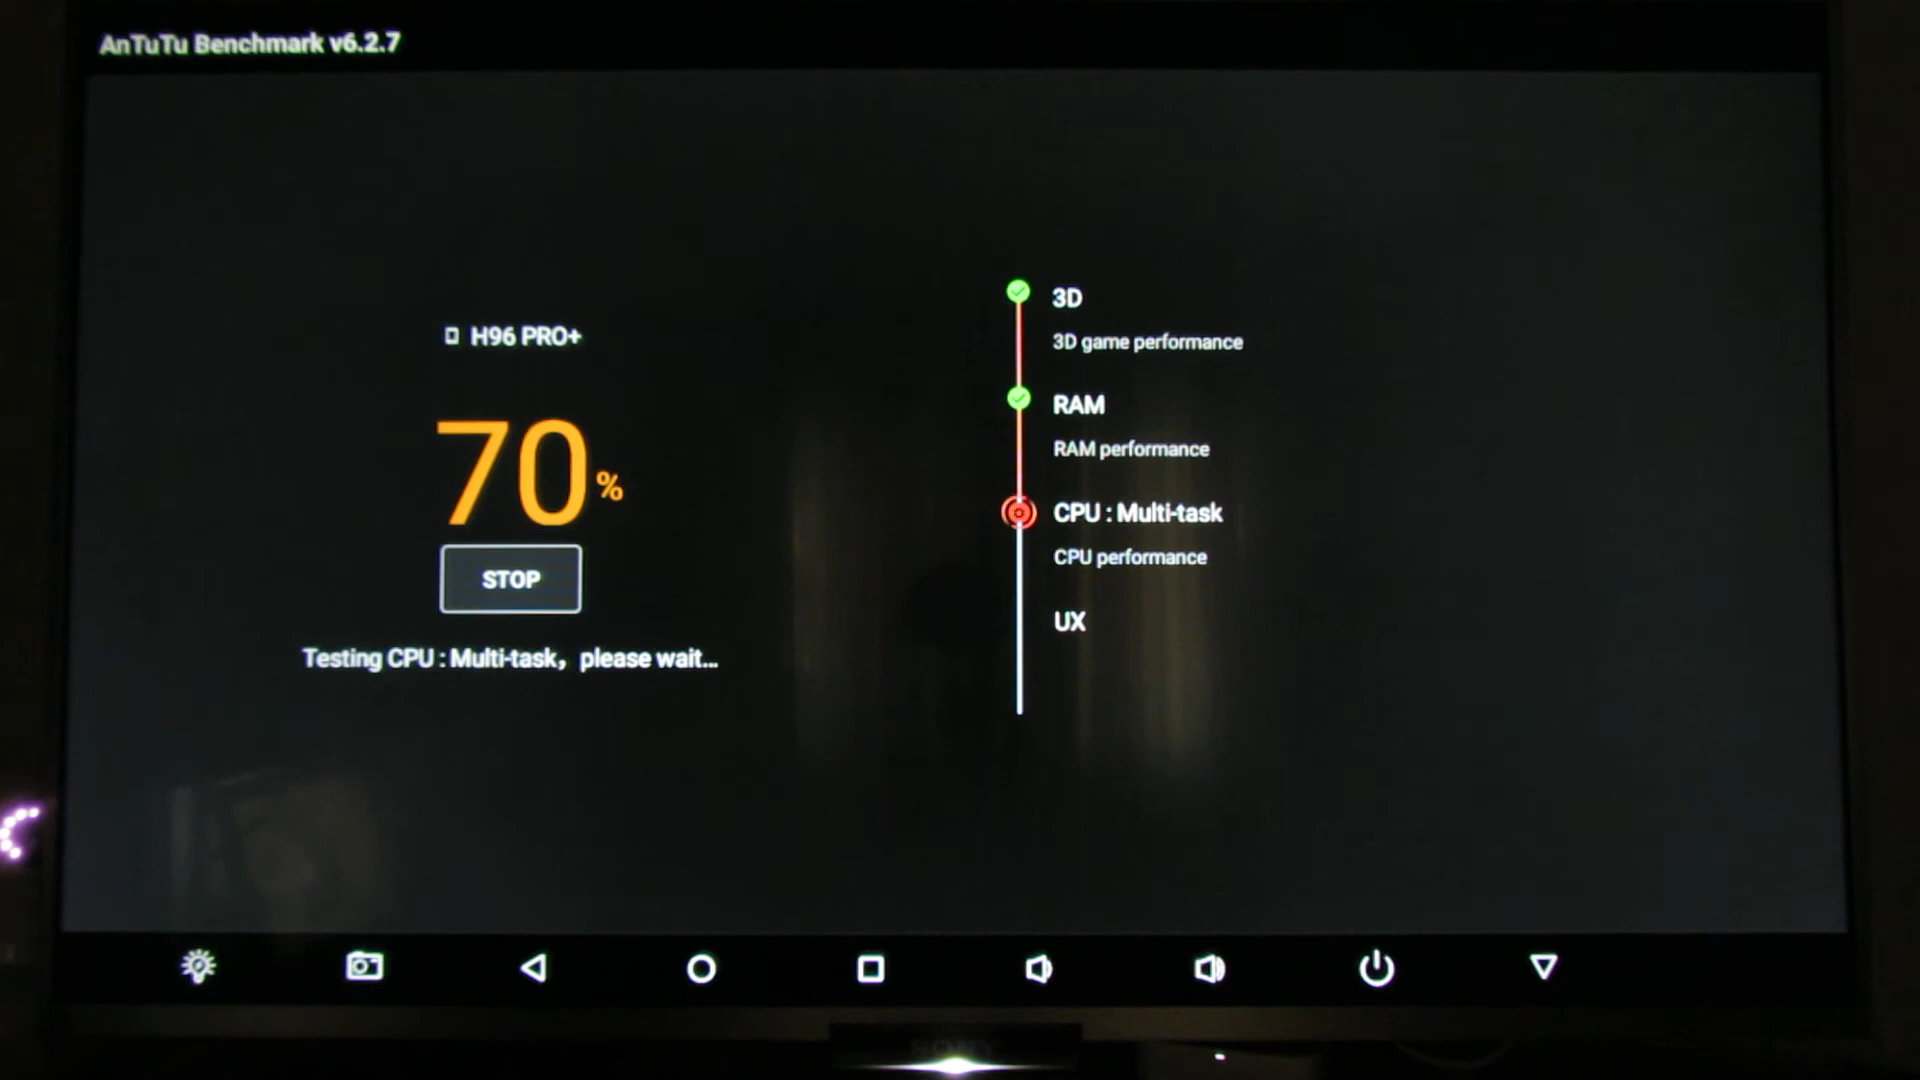 AnTuTu Benchmark v6.2.7
H96 PRO+
70%
STOP
Testing CPU : Multi-task, please wait...
3D
3D game performance
RAM
RAM performance
CPU : Multi-task
CPU performance
UX
SONY